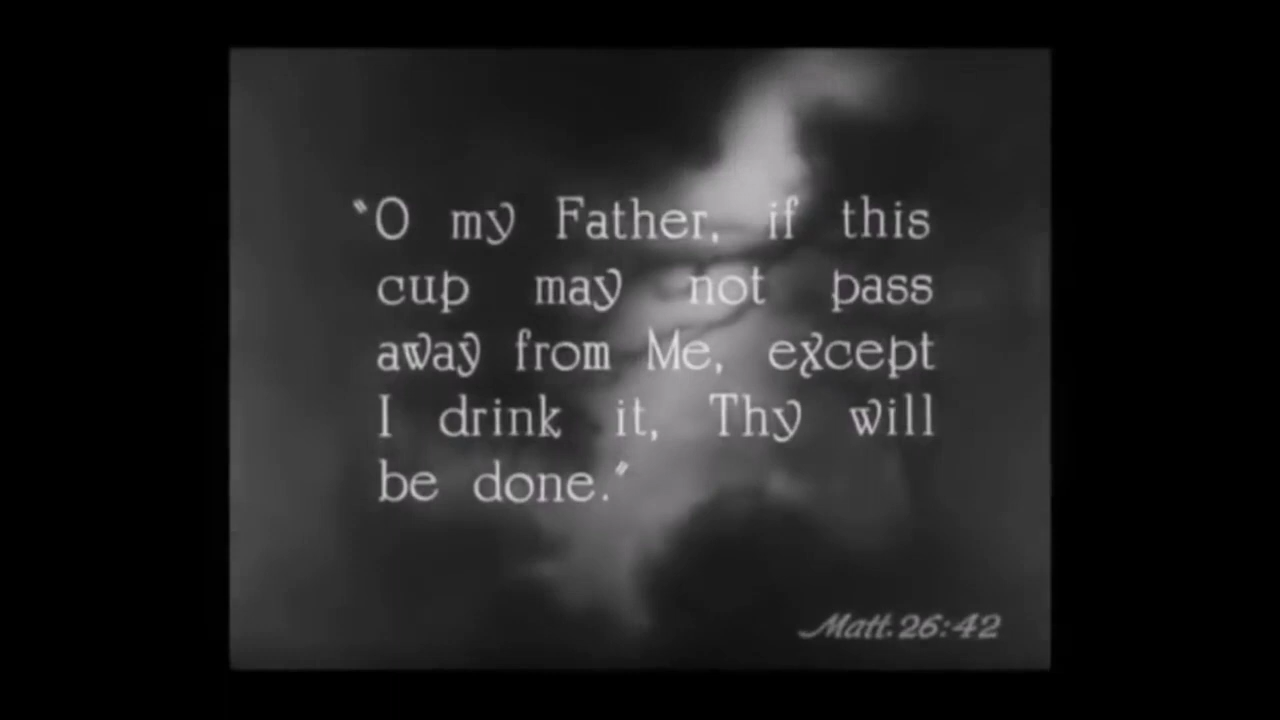 "O my Father, if this
cup may not pass
away from Me, except
I drink it, Thy will
be done."
Matt. 26:42